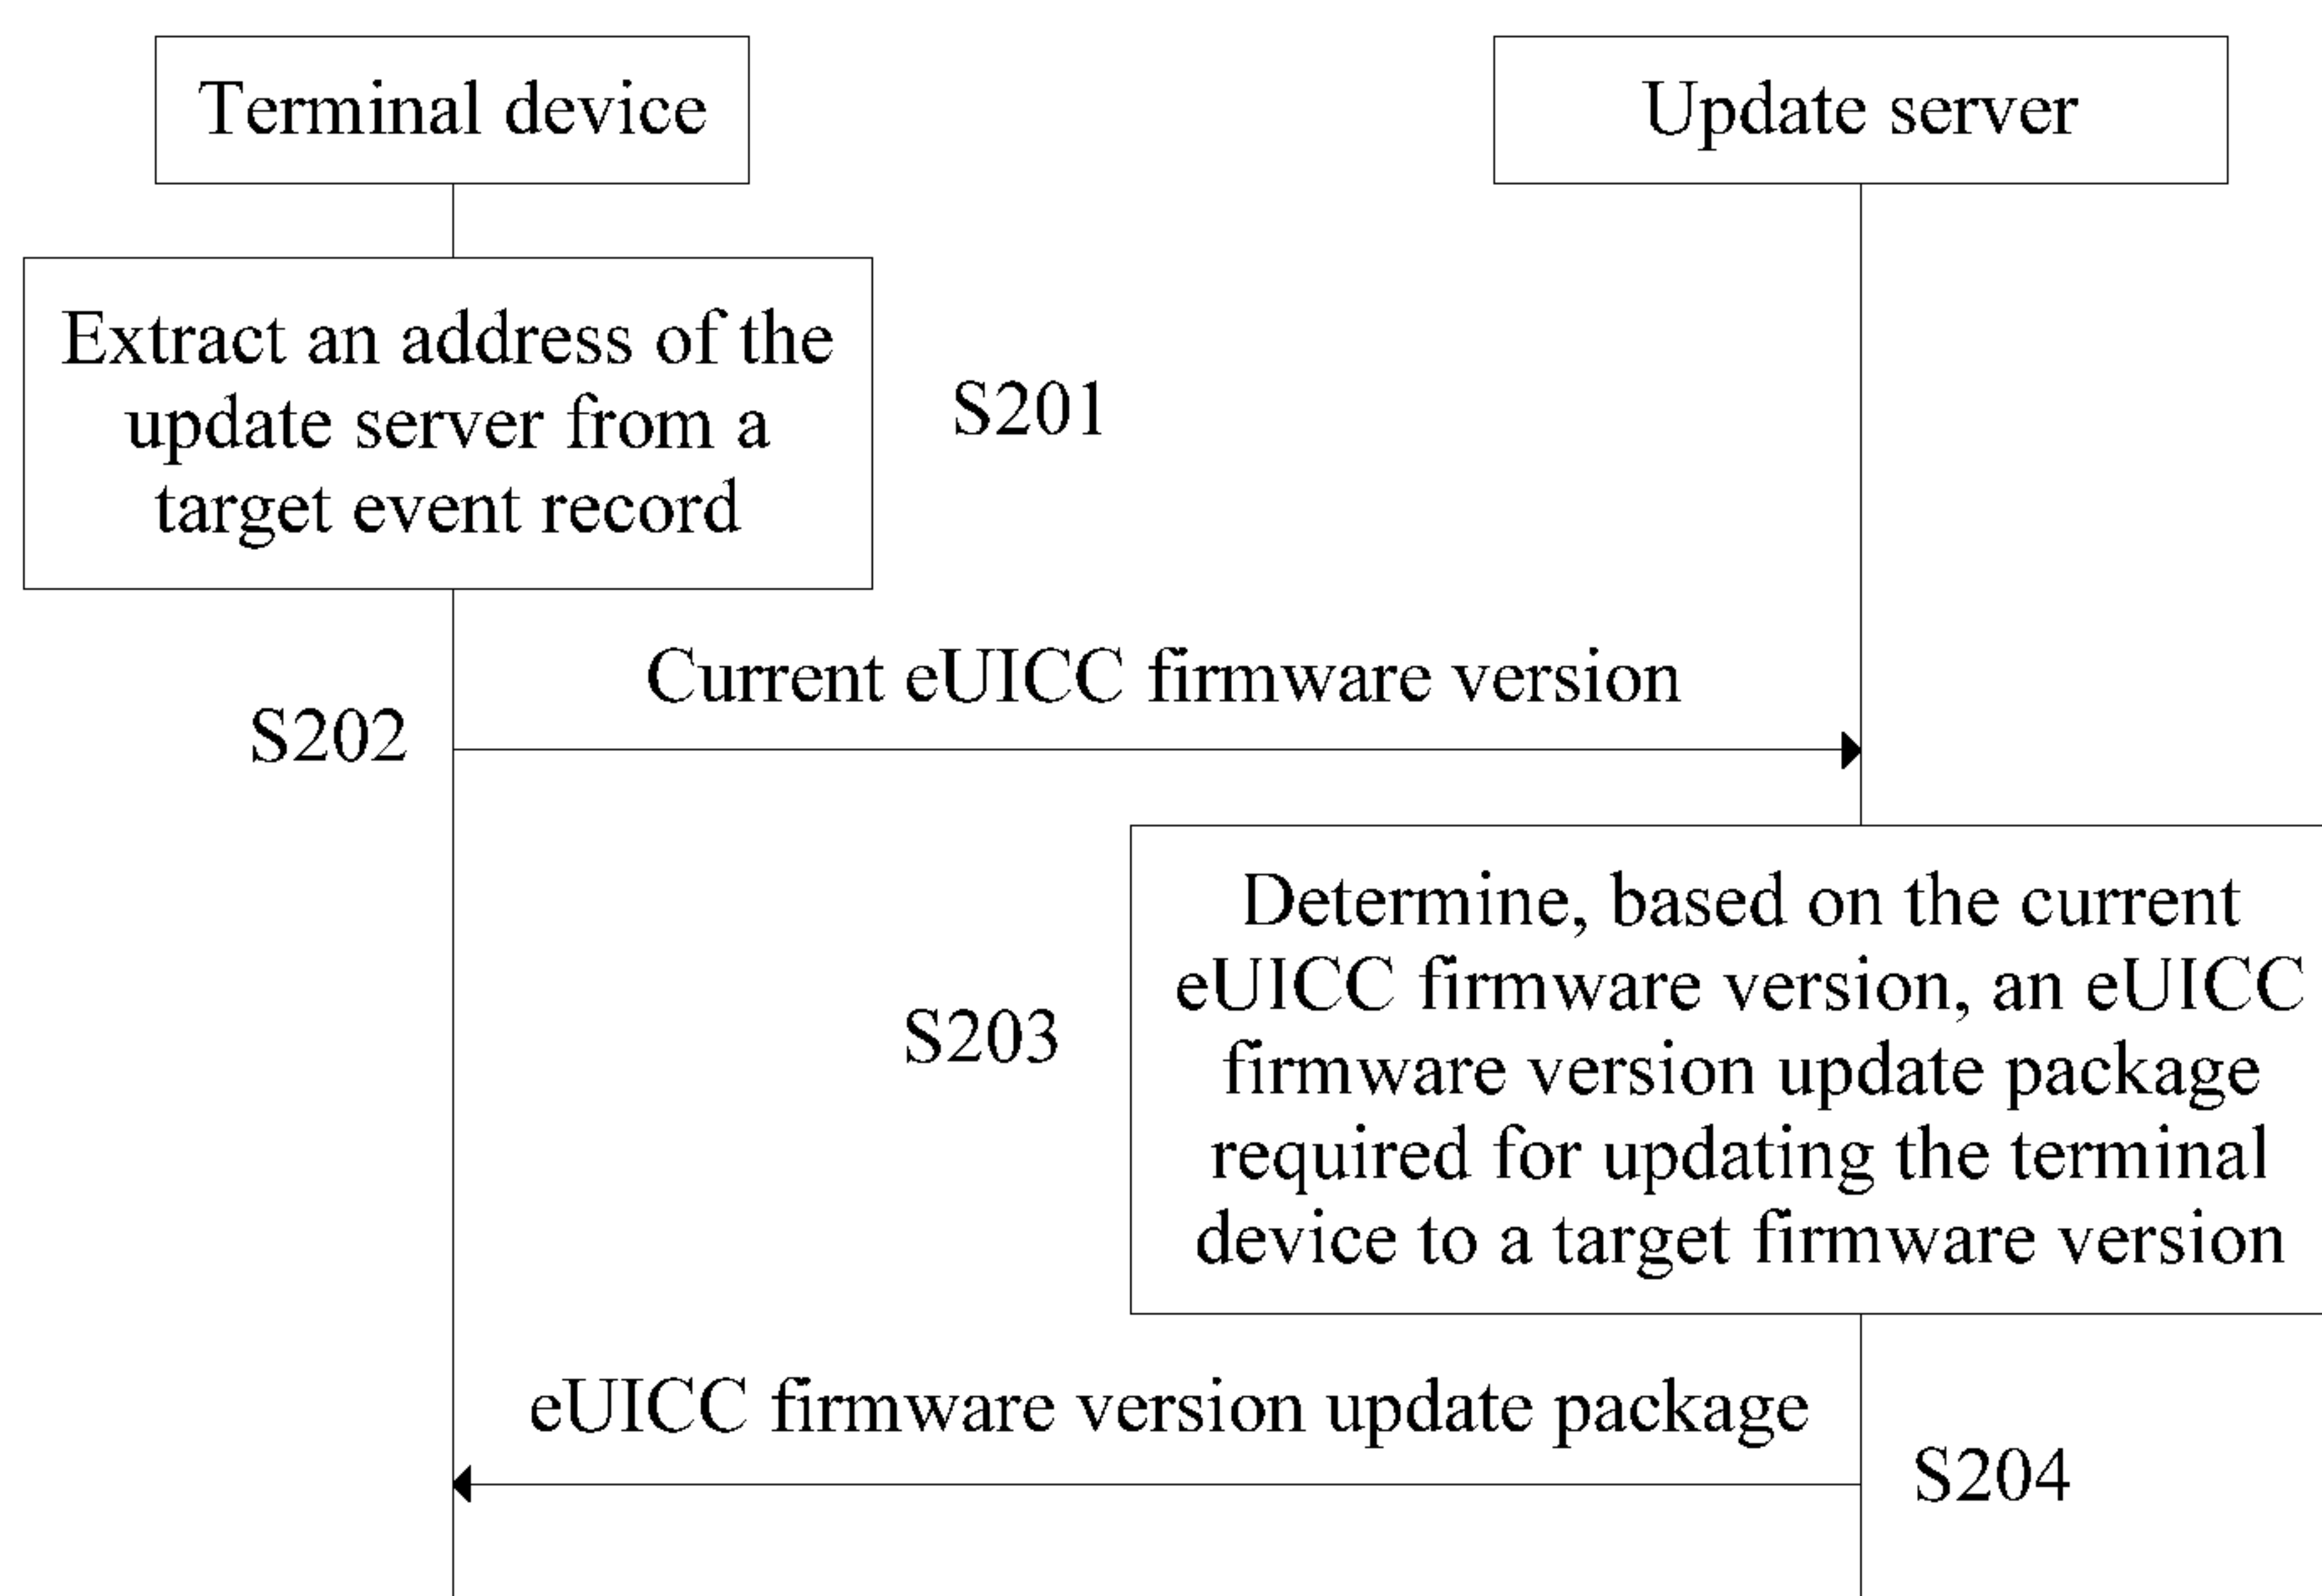 Terminal device
Update server
Extract an address of the
update server from a
target event record
S201
Current eUICC firmware version
S202
Determine, based on the current
eUICC firmware version, an eUICC
firmware version update package
required for updating the terminal
device to a target firmware version
S203
eUICC firmware version update package
S204